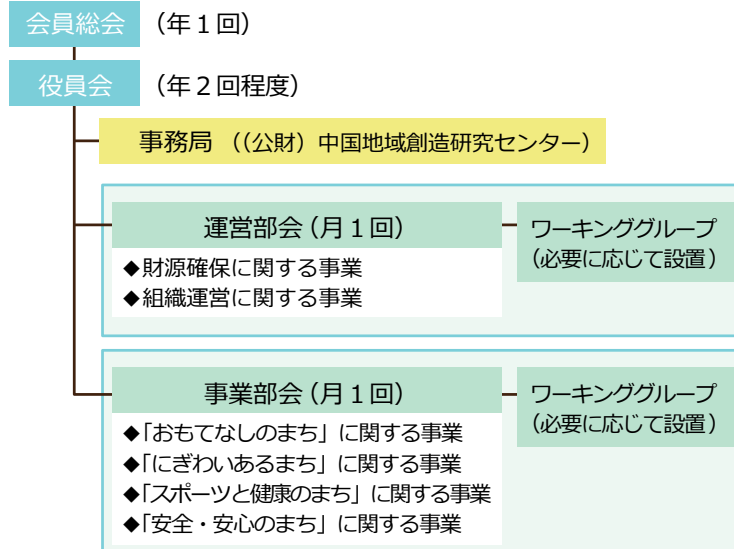 会員総会 （年１回）
役員会 （年２回程度）
事務局 （（公財）中国地域創造研究センター）
運営部会（月１回）
◆財源確保に関する事業
◆組織運営に関する事業
ワーキンググループ
（必要に応じて設置）
事業部会（月１回）
◆「おもてなしのまち」に関する事業
◆「にぎわいあるまち」に関する事業
◆「スポーツと健康のまち」に関する事業
◆「安全・安心のまち」に関する事業
ワーキンググループ
（必要に応じて設置）